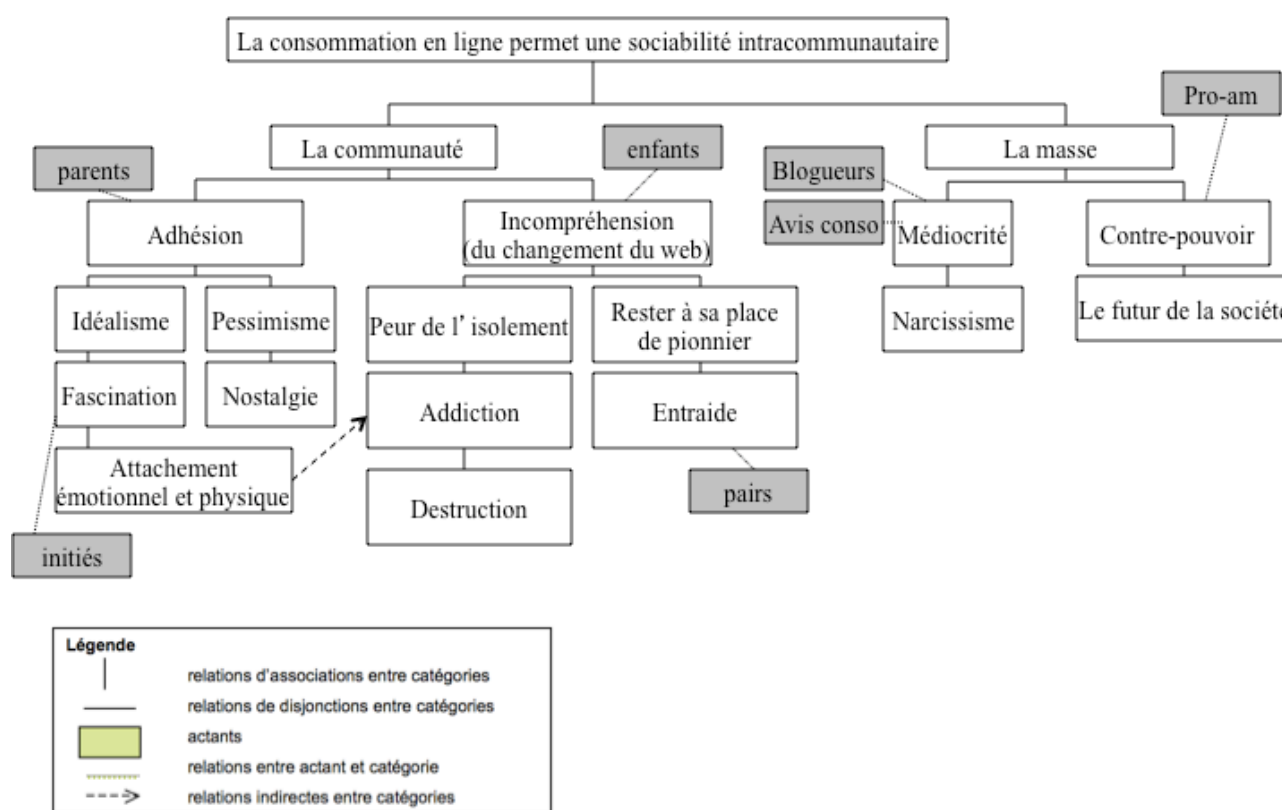 La consommation en ligne permet une sociabilité intracommunautaire
Pro-am
La communauté
enfants
La masse
parents
Blogueurs
Avis conso
Adhésion
Incompréhension
(du changement du web)
Médiocrité
Contre-pouvoir
Idéalisme
Pessimisme
Peur de l’isolement
Rester à sa place
de pionnier
Narcissisme
Le futur de la société
Fascination
Nostalgie
Addiction
Entraide
Attachement
émotionnel et physique
Destruction
pairs
initiés
Légende
relations d'associations entre catégories
relations de disjonctions entre catégories
actants
relations entre actant et catégorie
relations indirectes entre catégories